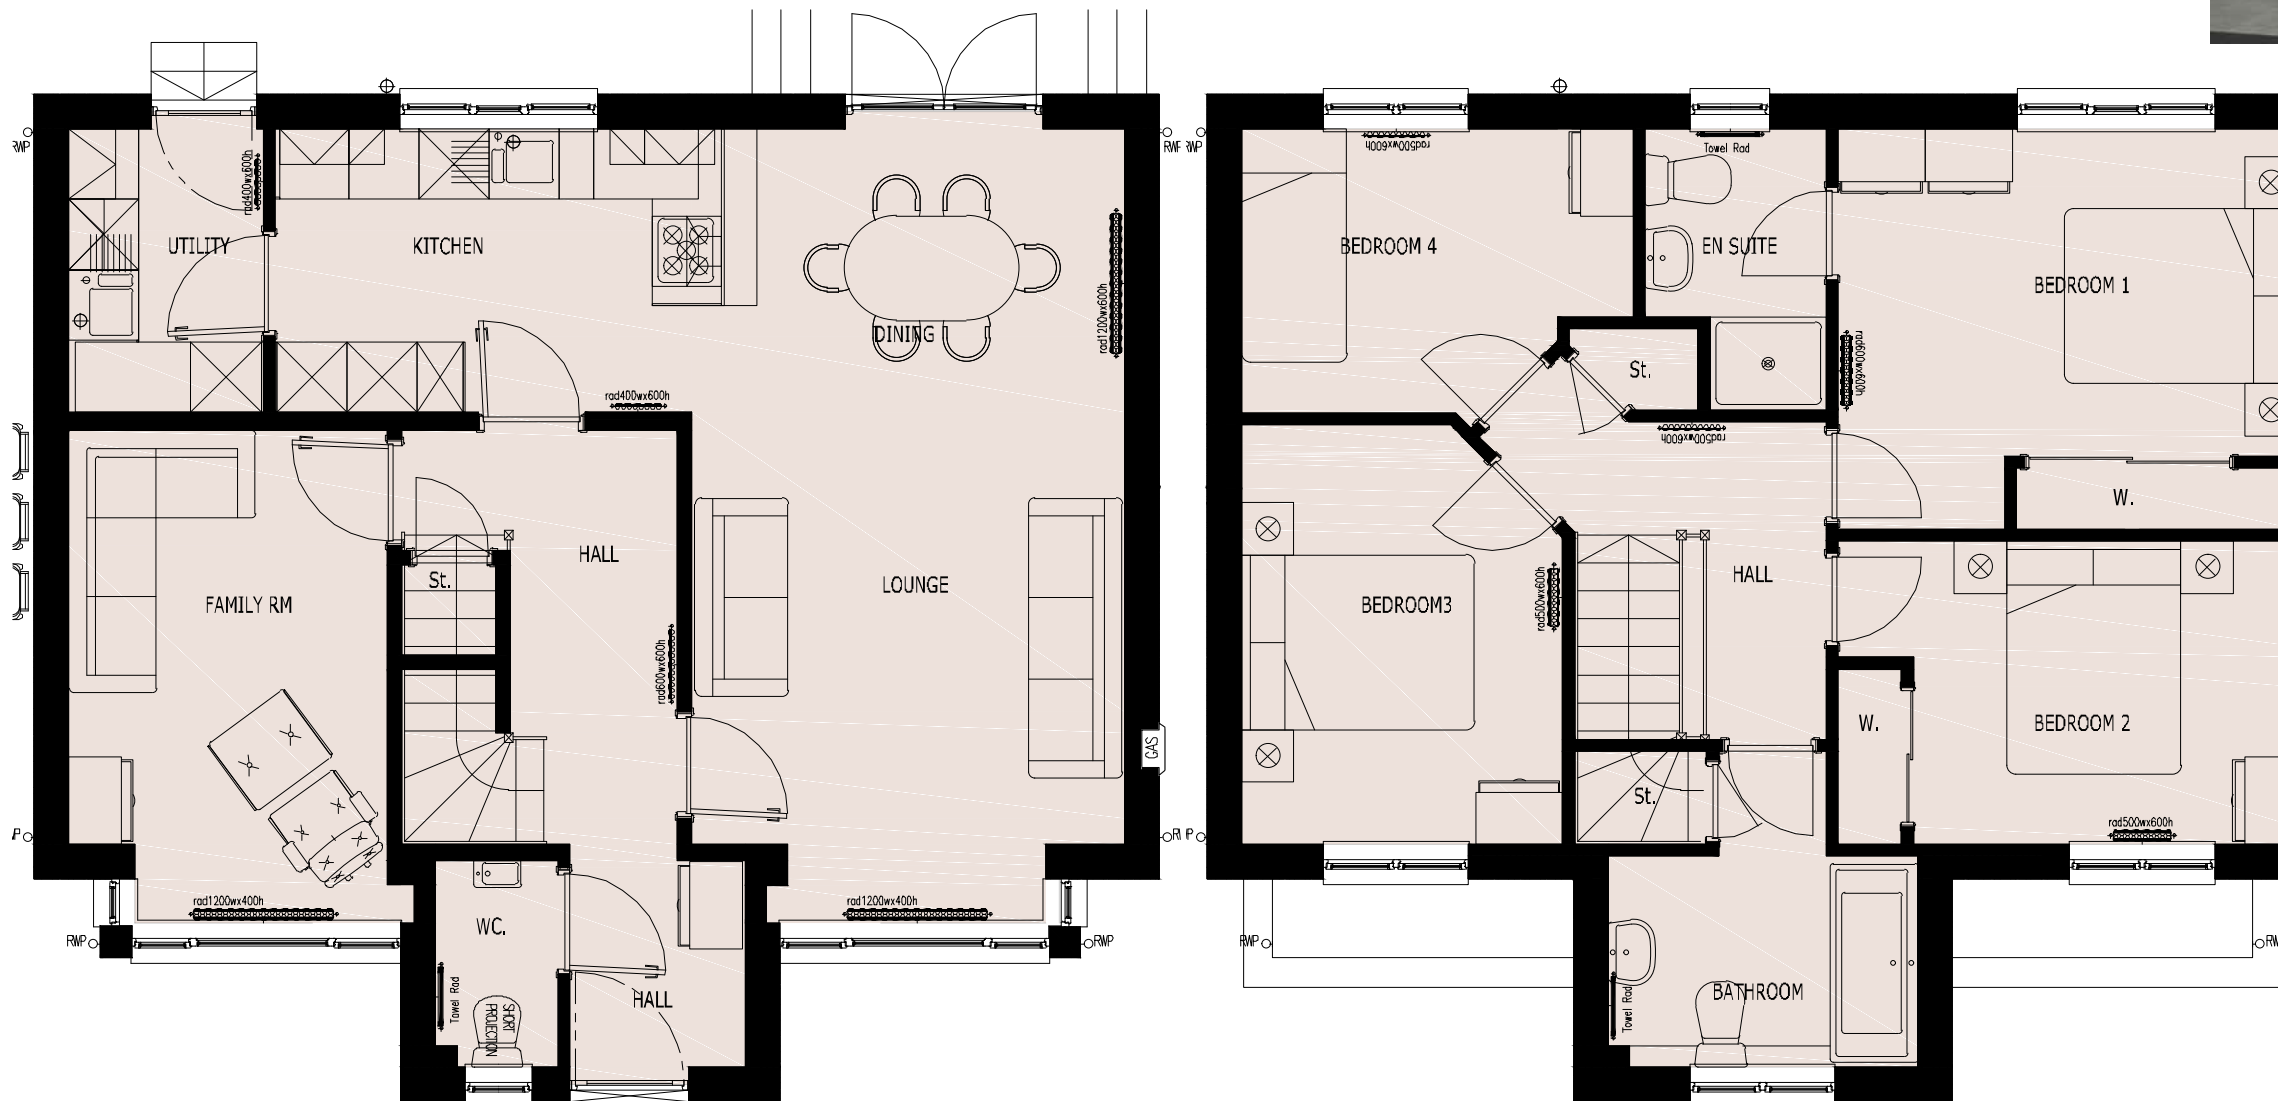 RWP
rad400wx600h
UTILITY
KITCHEN
DINING
rad1200wx600h
rad400wx600h
HALL
St.
FAMILY RM
LOUNGE
rad600wx600h
GAS
rad1200wx400h
rad1200wx400h
RWP
RWP
WC.
Towel Rad
SHORT
PROJECTION
HALL
RWP
rad500wx600h
Towel Rad
BEDROOM 4
EN SUITE
BEDROOM 1
rad600wx600h
St.
rad500wx600h
W.
HALL
BEDROOM3
rad500wx600h
W.
BEDROOM 2
St.
rad500wx600h
RWP
BATHROOM
Towel Rad